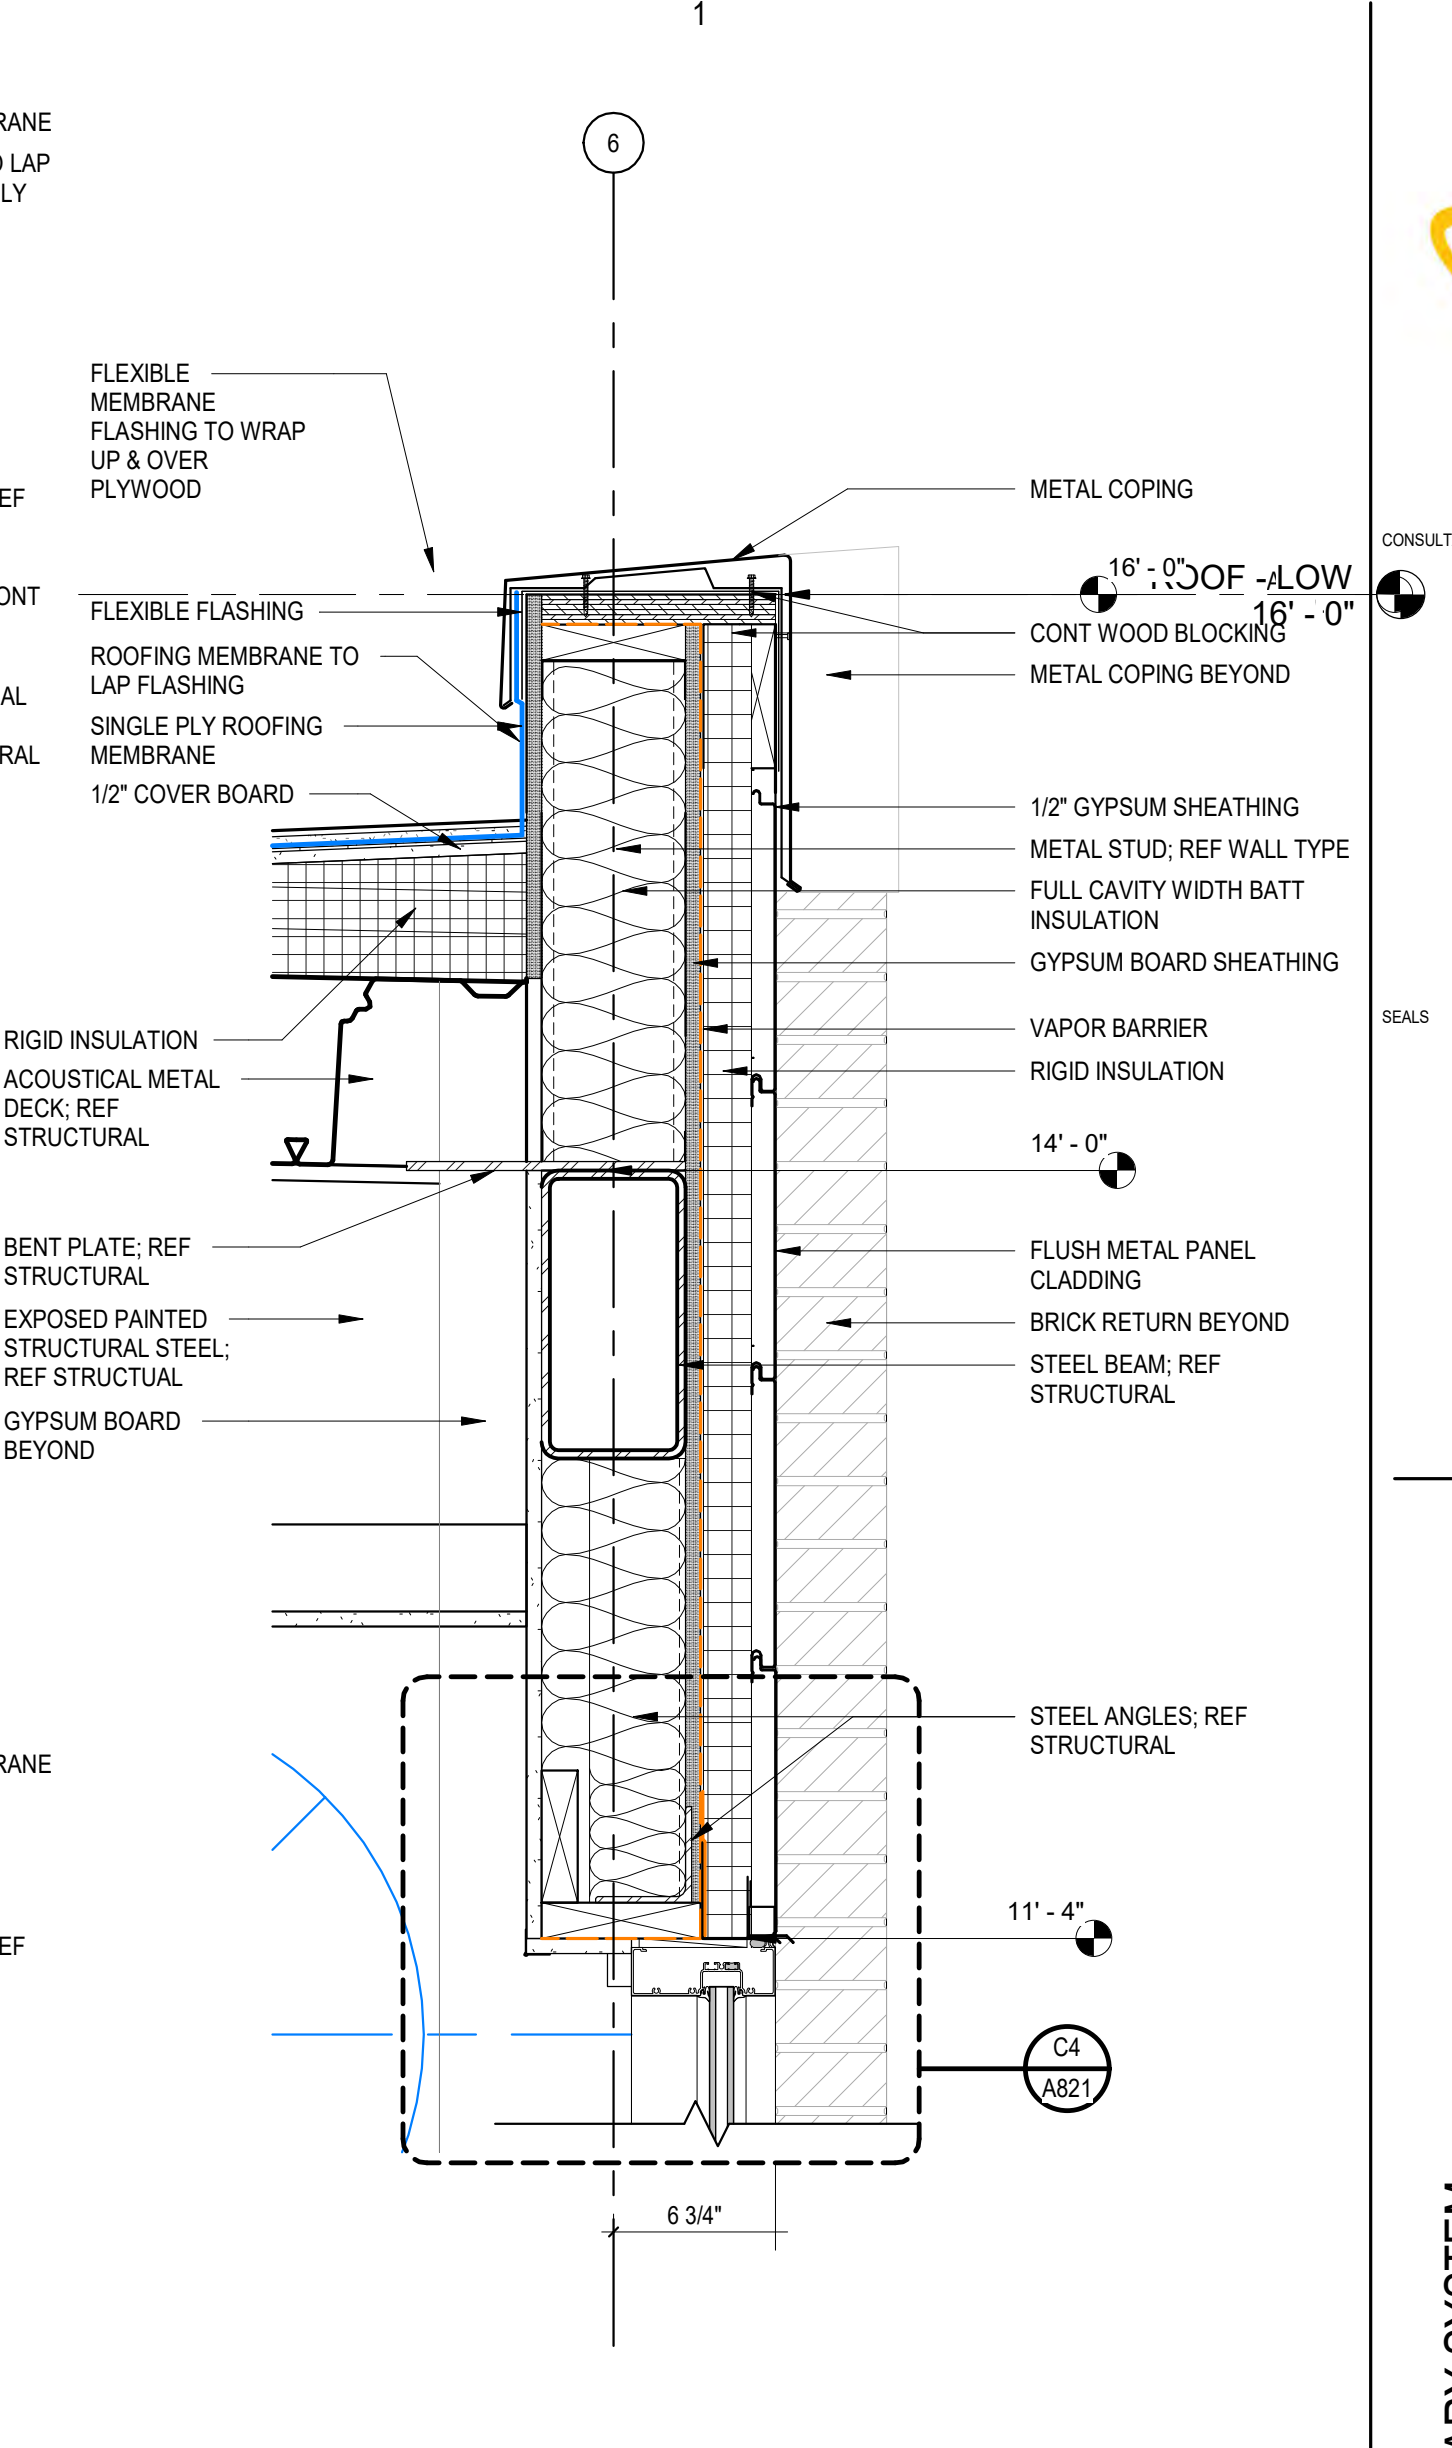 1
6
RANE
LAP
LY
EF
ONT
AL
RAL
RANE
EF
FLEXIBLE
MEMBRANE
FLASHING TO WRAP
UP & OVER
PLYWOOD
FLEXIBLE FLASHING
ROOFING MEMBRANE TO
LAP FLASHING
SINGLE PLY ROOFING
MEMBRANE
1/2" COVER BOARD
RIGID INSULATION
ACOUSTICAL METAL
DECK; REF
STRUCTURAL
BENT PLATE; REF
STRUCTURAL
EXPOSED PAINTED
STRUCTURAL STEEL;
REF STRUCTUAL
GYPSUM BOARD
BEYOND
METAL COPING
16' - 0"
ROOF - LOW
16' - 0"
CONT WOOD BLOCKING
METAL COPING BEYOND
1/2" GYPSUM SHEATHING
METAL STUD; REF WALL TYPE
FULL CAVITY WIDTH BATT
INSULATION
GYPSUM BOARD SHEATHING
VAPOR BARRIER
RIGID INSULATION
14' - 0"
FLUSH METAL PANEL
CLADDING
BRICK RETURN BEYOND
STEEL BEAM; REF
STRUCTURAL
STEEL ANGLES; REF
STRUCTURAL
11' - 4"
C4
A821
6 3/4"
CONSULT
SEALS
ARY SYSTEM